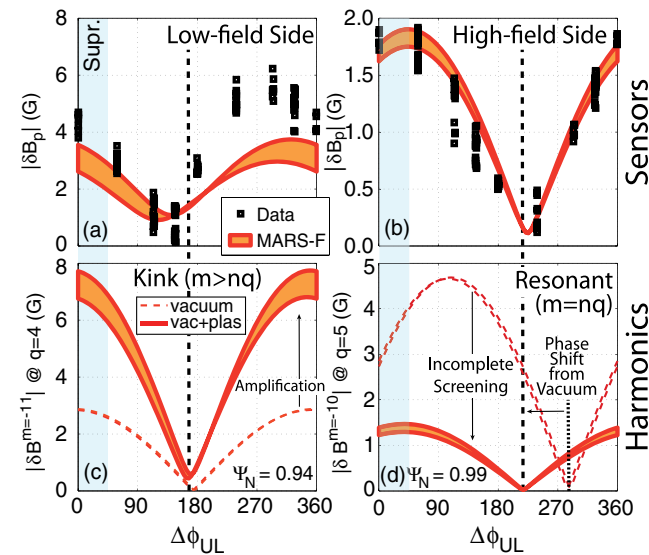 Low-field Side
High-field Side
Supr.
|δB_p| (G)
8
6
4
2
0
(a)
Data
MARS-F
|δB_p| (G)
2.0
1.5
1.0
0.5
0.0
(b)
Sensors
Kink (m>nq)
vacuum
vac+plas
Amplification
|δB^{m=-11}| @ q=4 (G)
8
7
6
4
2
0
(c)
Ψ_N = 0.94
0 90 180 270 360
Δϕ_UL
Resonant
(m=nq)
Phase
Shift
from
Vacuum
Incomplete
Screening
|δ B^{m=-10}| @ q=5 (G)
5
4
3
2
1
0
(d)
Ψ_N = 0.99
0 90 180 270 360
Δϕ_UL
Harmonics